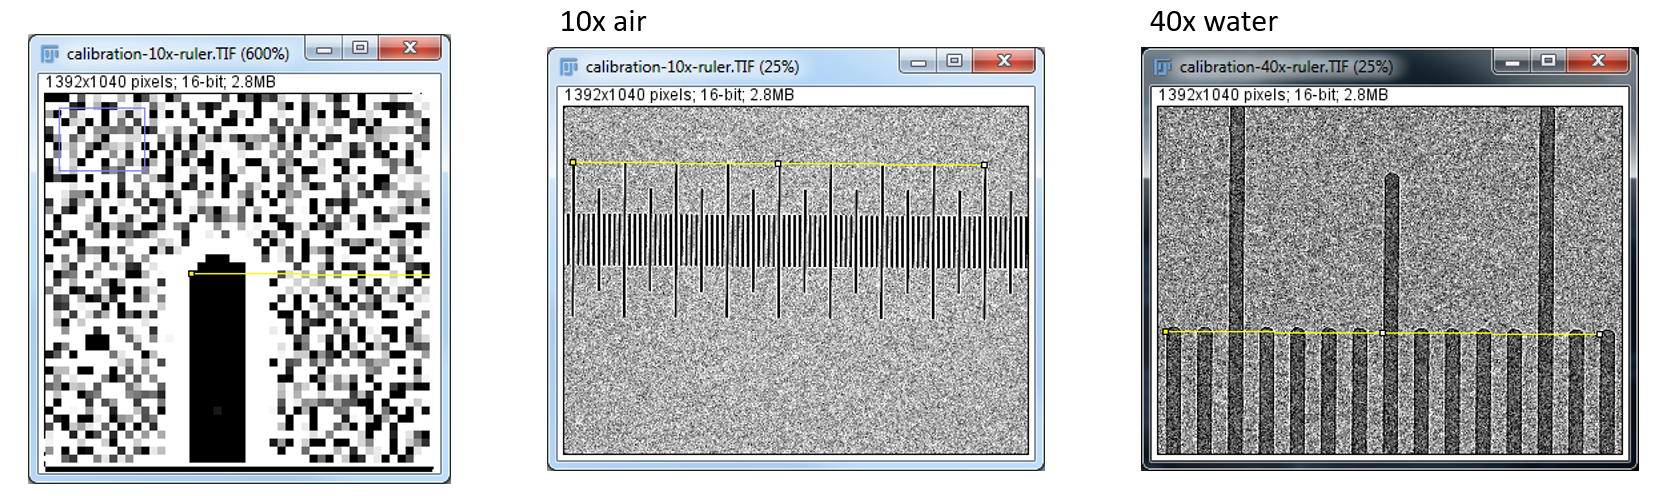 calibration-10x-ruler.TIF (600%)
1392x1040 pixels; 16-bit; 2.8MB
10x air
calibration-10x-ruler.TIF (25%)
1392x1040 pixels; 16-bit; 2.8MB
40x water
calibration-40x-ruler.TIF (25%)
1392x1040 pixels; 16-bit; 2.8MB